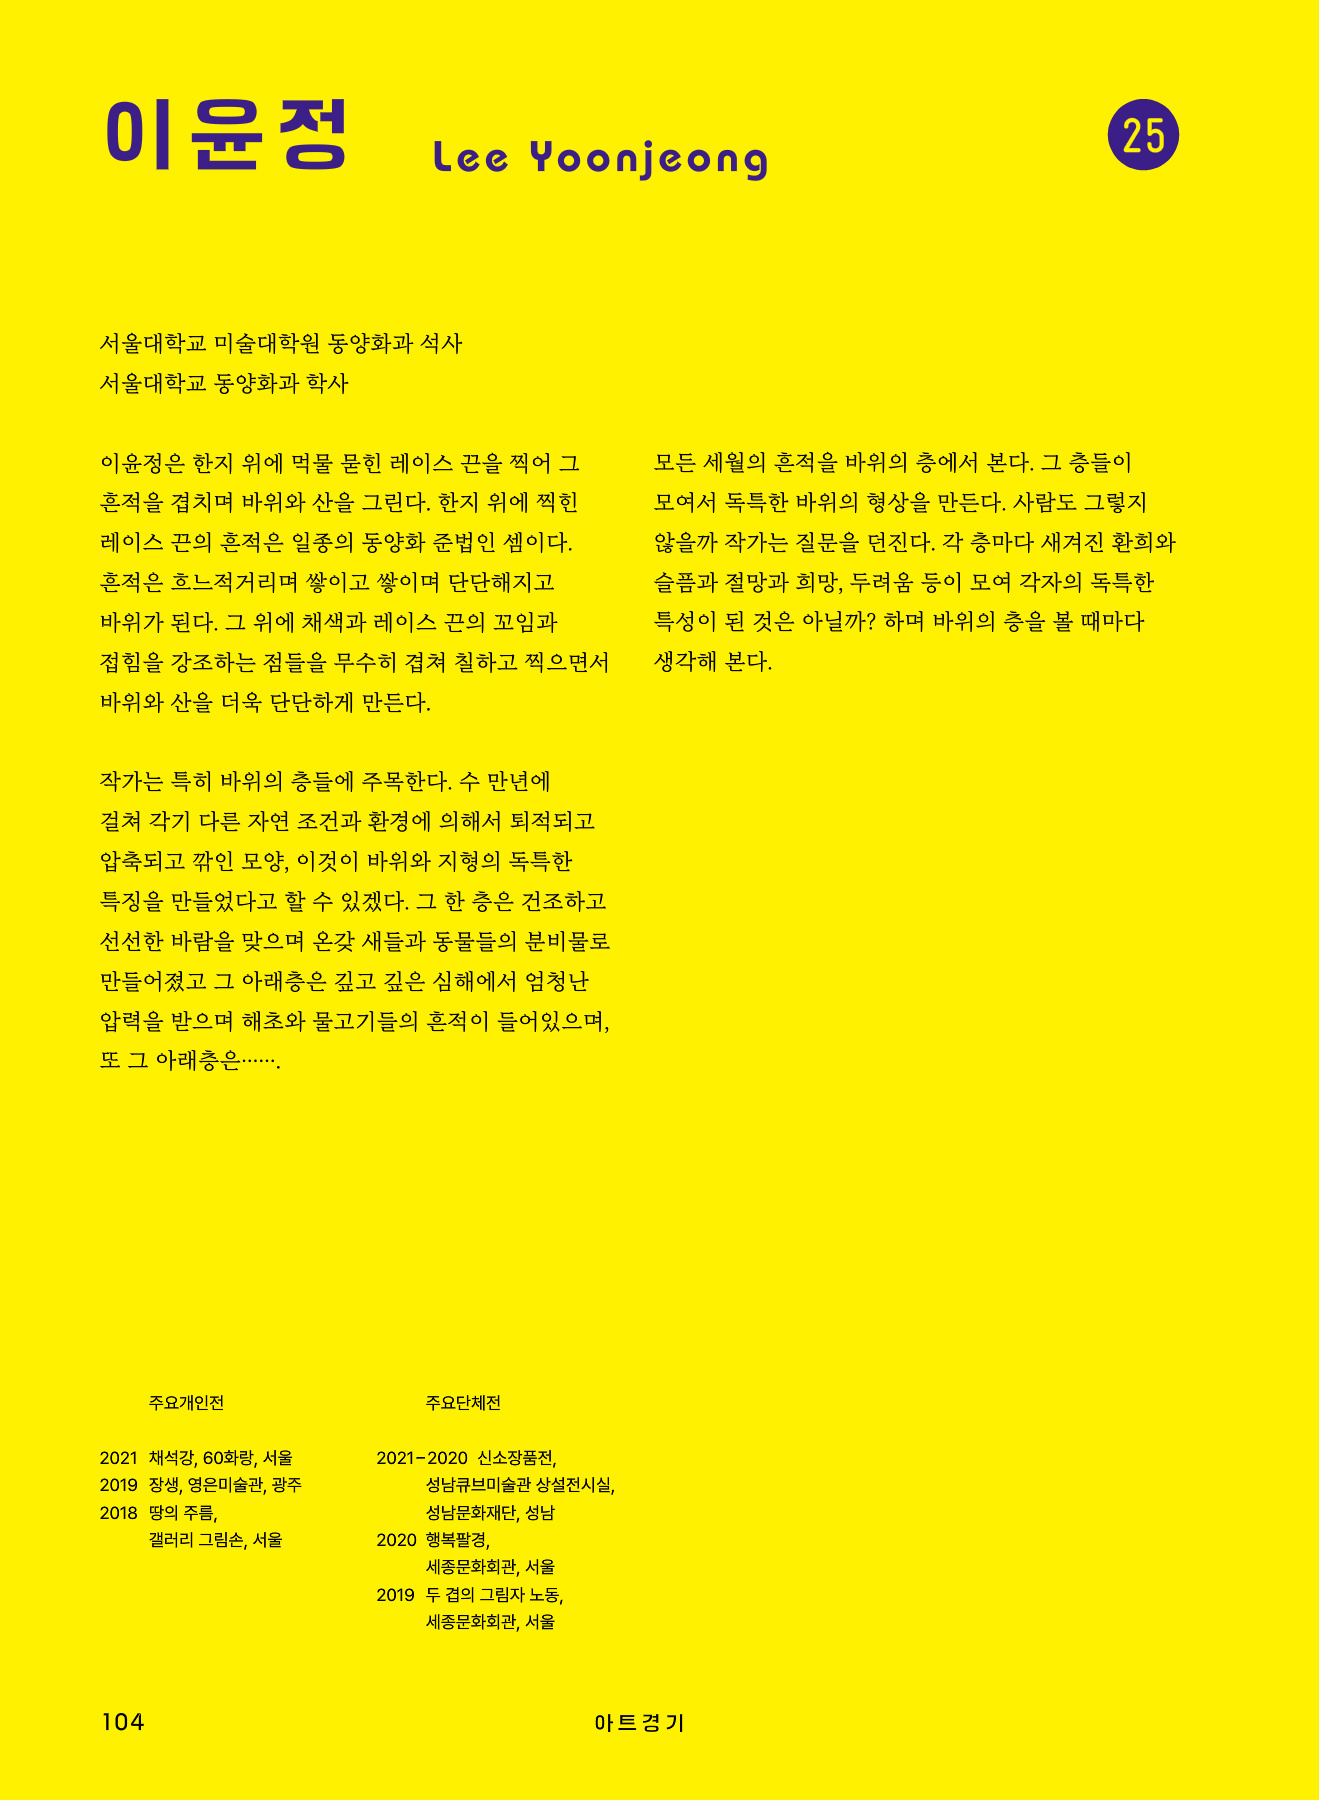 이윤정 Lee Yoonjeong
25
서울대학교 미술대학원 동양화과 석사
서울대학교 동양화과 학사
이윤정은 한지 위에 먹물 묻힌 레이스 끈을 찍어 그
흔적을 겹치며 바위와 산을 그린다. 한지 위에 찍힌
레이스 끈의 흔적은 일종의 동양화 준법인 셈이다.
흔적은 흐느적거리며 쌓이고 쌓이며 단단해지고
바위가 된다. 그 위에 채색과 레이스 끈의 꼬임과
접힘을 강조하는 점들을 무수히 겹쳐 칠하고 찍으면서
바위와 산을 더욱 단단하게 만든다.
작가는 특히 바위의 층들에 주목한다. 수 만년에
걸쳐 각기 다른 자연 조건과 환경에 의해서 퇴적되고
압축되고 깎인 모양, 이것이 바위와 지형의 독특한
특징을 만들었다고 할 수 있겠다. 그 한 층은 건조하고
선선한 바람을 맞으며 온갖 새들과 동물들의 분비물로
만들어졌고 그 아래층은 깊고 깊은 심해에서 엄청난
압력을 받으며 해초와 물고기들의 흔적이 들어있으며,
또 그 아래층은…….
모든 세월의 흔적을 바위의 층에서 본다. 그 층들이
모여서 독특한 바위의 형상을 만든다. 사람도 그렇지
않을까 작가는 질문을 던진다. 각 층마다 새겨진 환희와
슬픔과 절망과 희망, 두려움 등이 모여 각자의 독특한
특성이 된 것은 아닐까? 하며 바위의 층을 볼 때마다
생각해 본다.
주요개인전
2021 채석강, 60화랑, 서울
2019 장생, 영은미술관, 광주
2018 땅의 주름,
갤러리 그림손, 서울
주요단체전
2021–2020 신소장품전,
성남큐브미술관 상설전시실,
성남문화재단, 성남
2020 행복팔경,
세종문화회관, 서울
2019 두 겹의 그림자 노동,
세종문화회관, 서울
104
아트경기